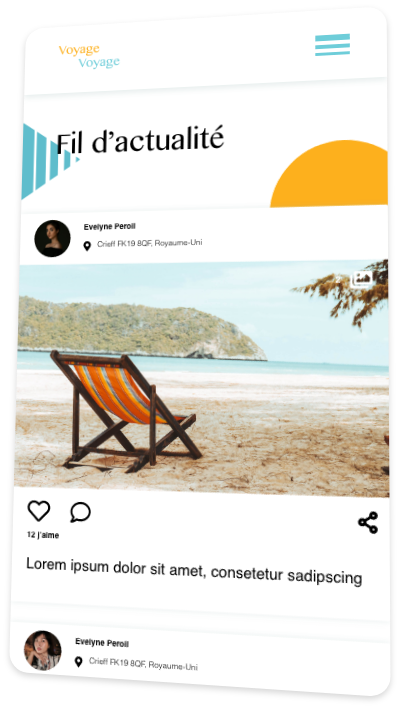 Voyage
Voyage
Fil d’actualité
Evelyne Peroil
Crieff FK19 8QF, Royaume-Uni
12 j’aime
Lorem ipsum dolor sit amet, consetetur sadipscing
Evelyne Peroil
Crieff FK19 8QF, Royaume-Uni